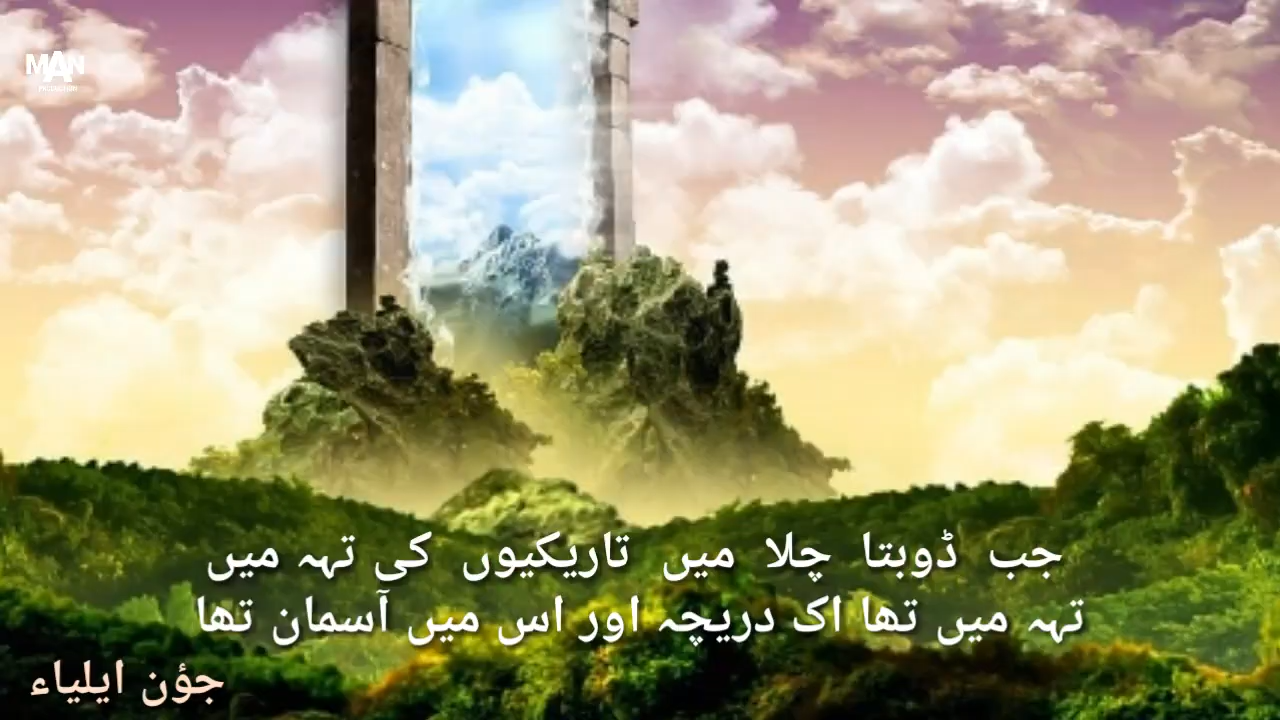 MAN
PRODUCTION
جب ڈوبتا چلا میں تاریکیوں کی تہہ میں
تہہ میں تھا اک دریچہ اور اس میں آسمان تھا
جؤن ایلیاء